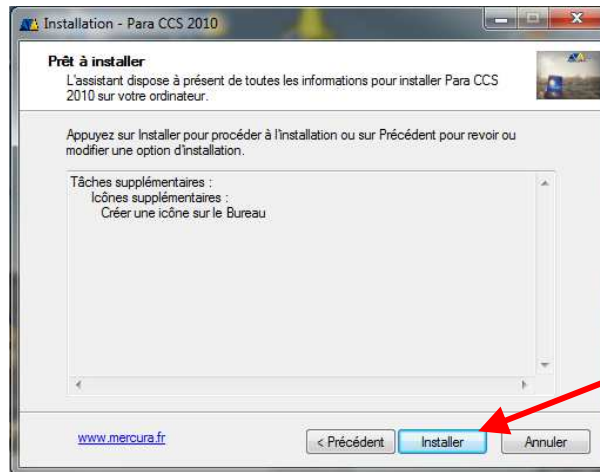 Installation - Para CCS 2010
Prêt à installer
L'assistant dispose à présent de toutes les informations pour installer Para CCS
2010 sur votre ordinateur.
Appuyez sur Installer pour procéder à l'installation ou sur Précédent pour revoir ou
modifier une option d'installation.
Tâches supplémentaires :
Icônes supplémentaires :
Créer une icône sur le Bureau
www.mercura.fr
< Précédent
Installer
Annuler